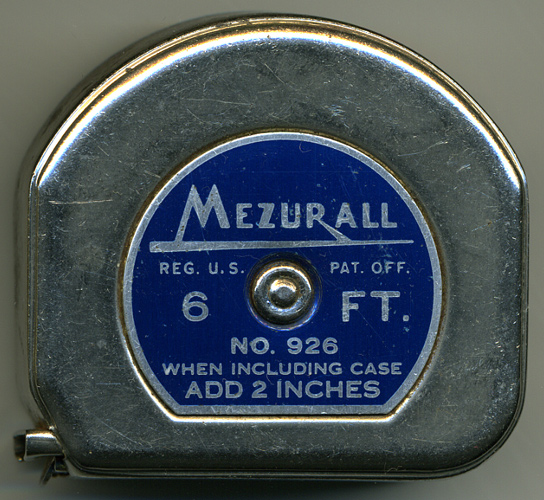 MEZURALL
REG. U.S. PAT. OFF.
6 FT.
NO. 926
WHEN INCLUDING CASE
ADD 2 INCHES